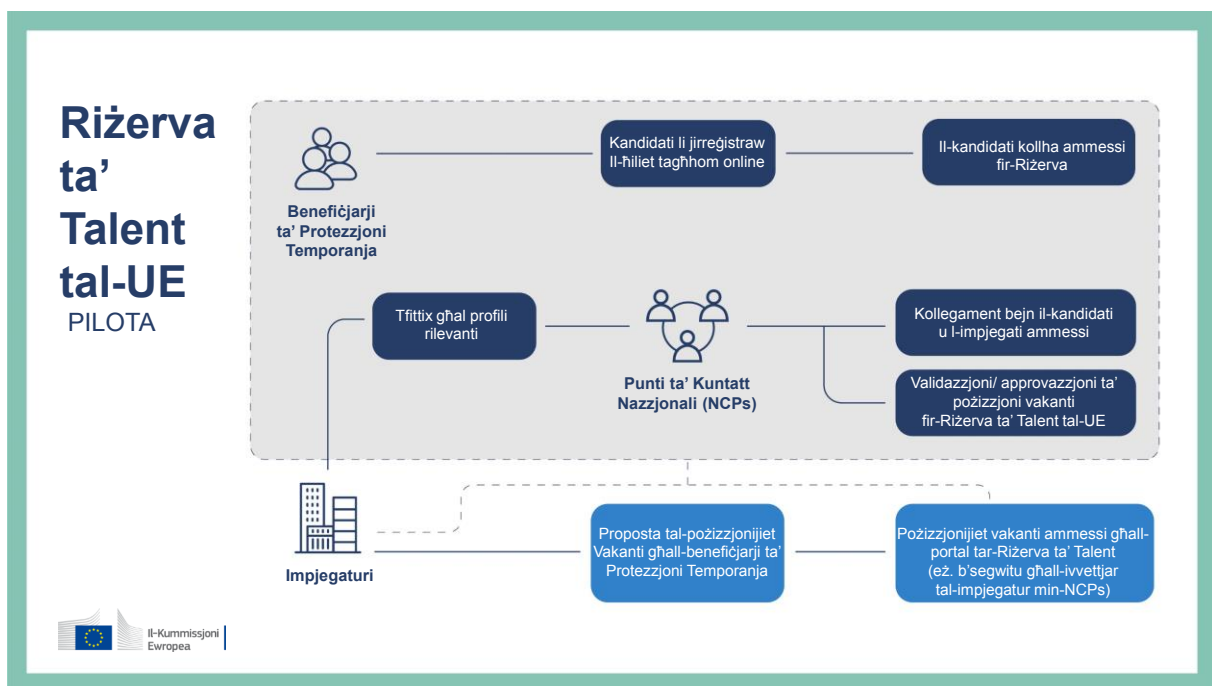 Riżerva
ta’
Talent
tal-UE
PILOTA
Benefiċjarji
ta’ Protezzjoni
Temporanja
Kandidati li jirreġistraw
Il-ħiliet tagħhom online
Il-kandidati kollha ammessi
fir-Riżerva
Tfittix għal profili
rilevanti
Punti ta’ Kuntatt
Nazzjonali (NCPs)
Kollegament bejn il-kandidati
u l-impjegati ammessi
Validazzjoni/ approvazzjoni ta’
pożizzjoni vakanti
fir-Riżerva ta’ Talent tal-UE
Impjegaturi
Proposta tal-pożizzjonijiet
Vakanti għall-benefiċjarji ta’
Protezzjoni Temporanja
Pożizzjonijiet vakanti ammessi għall-
portal tar-Riżerva ta’ Talent
(eż. b’segwitu għall-ivvettjar
tal-impjegatur min-NCPs)
Il-Kummissjoni
Ewropea